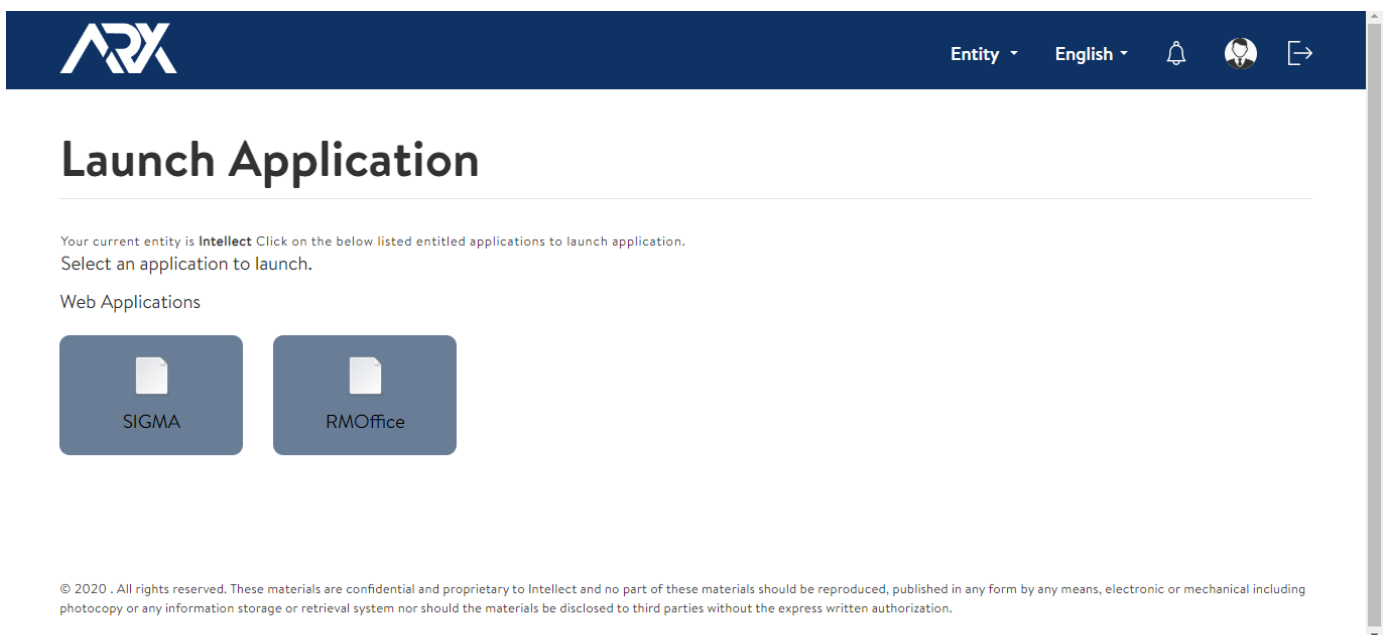 ARX
Entity English
Launch Application
Your current entity is Intellect Click on the below listed entitled applications to launch application.
Select an application to launch.
Web Applications
SIGMA RMOffice
© 2020 . All rights reserved. These materials are confidential and proprietary to Intellect and no part of these materials should be reproduced, published in any form by any means, electronic or mechanical including
photocopy or any information storage or retrieval system nor should the materials be disclosed to third parties without the express written authorization.